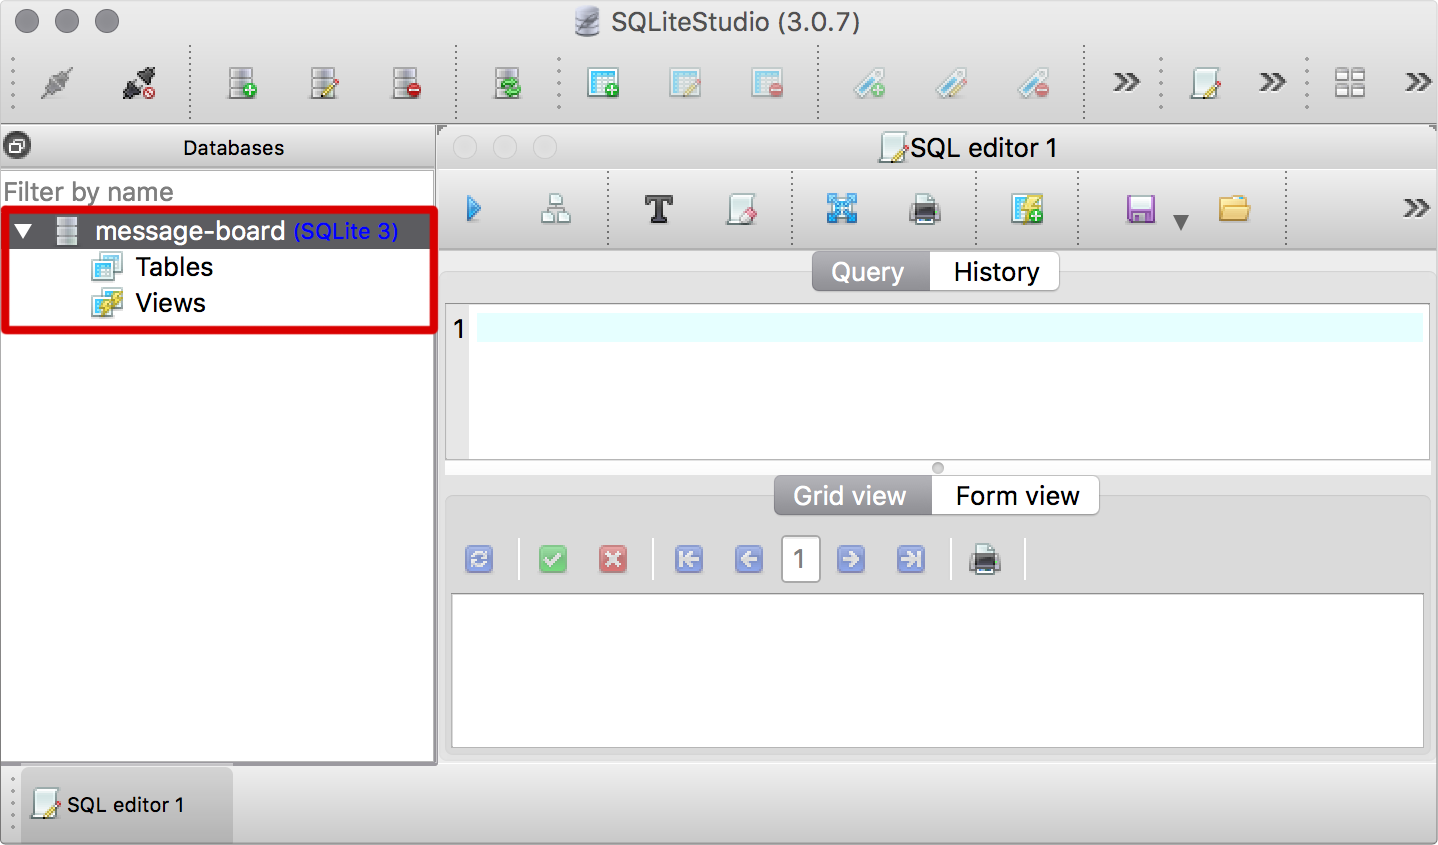 SQLiteStudio (3.0.7)
Databases
Filter by name
message-board (SQLite 3)
Tables
Views
SQL editor 1
T
Query History
1
Grid view Form view
1
SQL editor 1